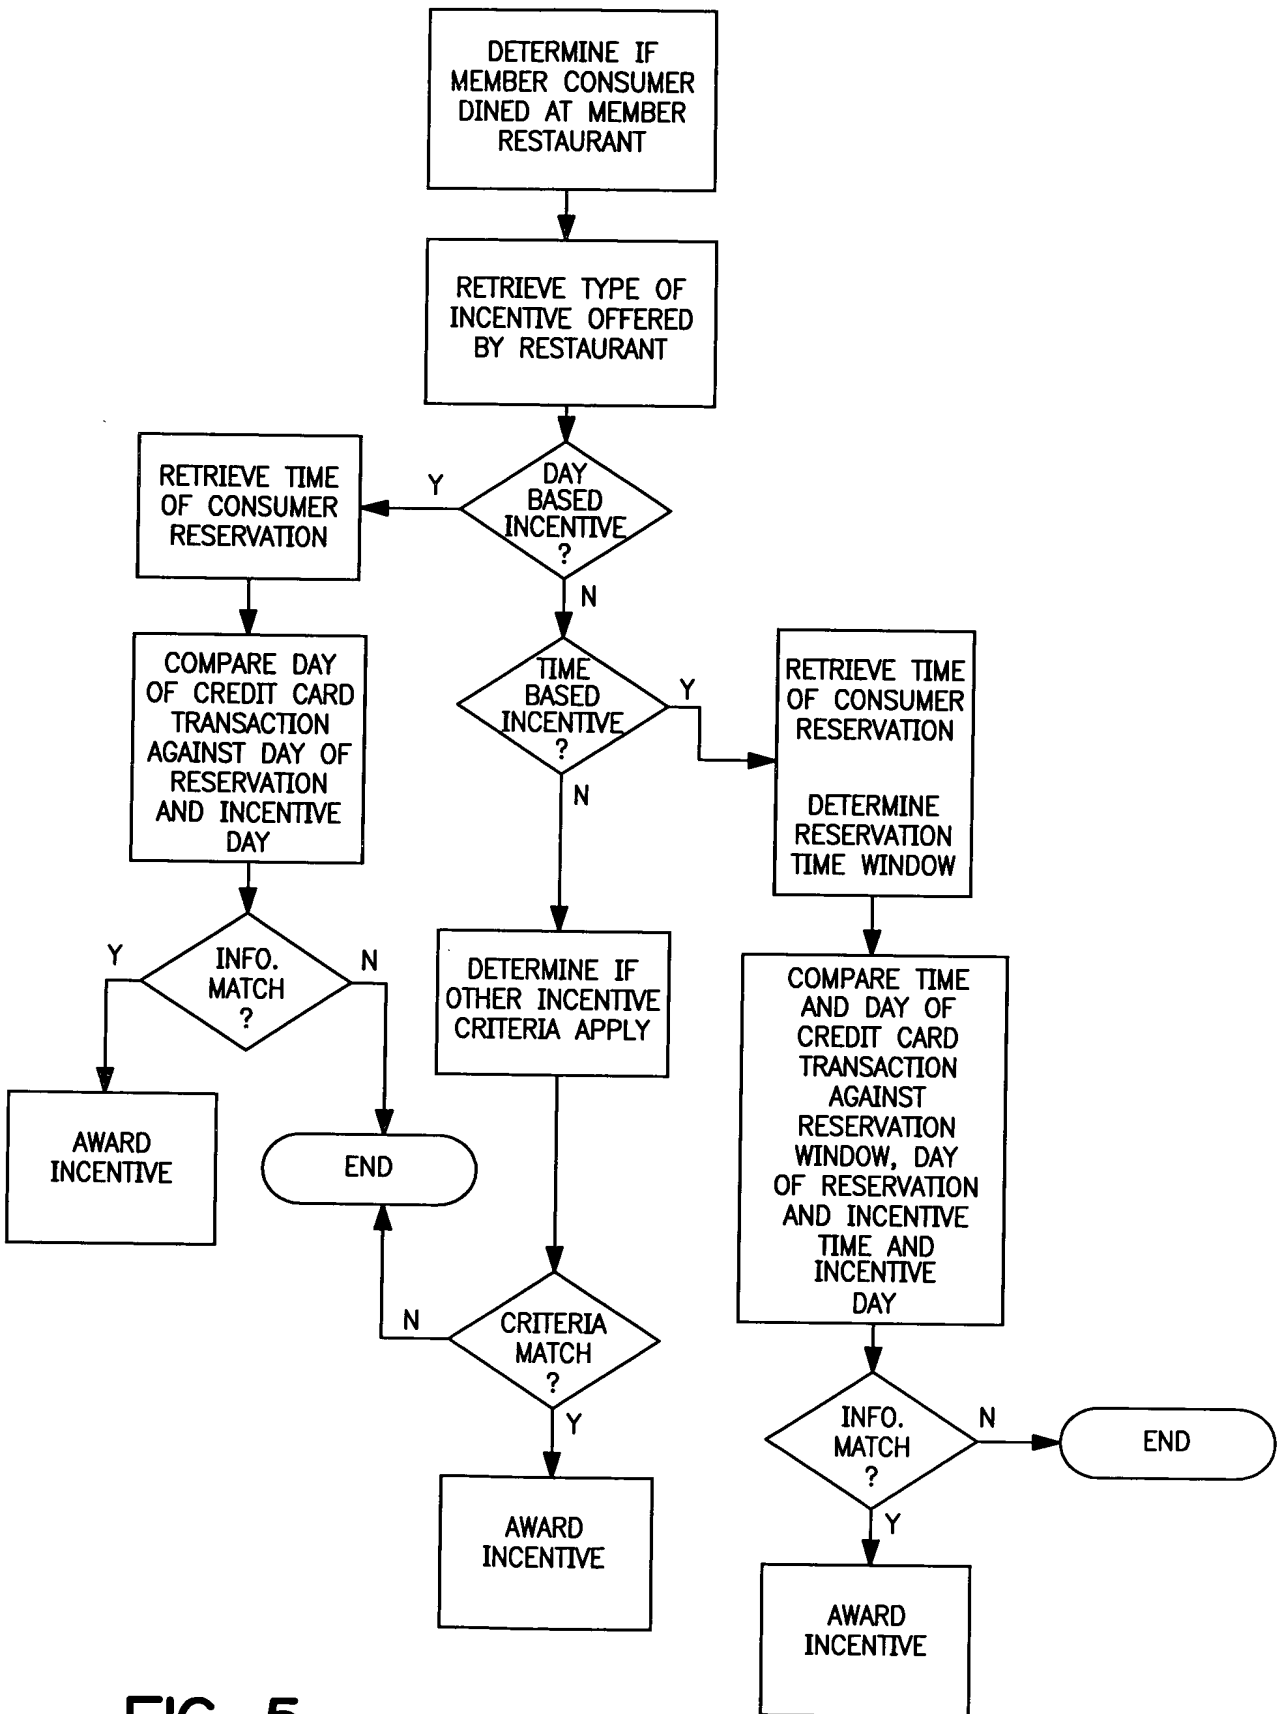 DETERMINE IF
MEMBER CONSUMER
DINED AT MEMBER
RESTAURANT
RETRIEVE TYPE OF
INCENTIVE OFFERED
BY RESTAURANT
DAY
BASED
INCENTIVE
?
Y
N
RETRIEVE TIME
OF CONSUMER
RESERVATION
COMPARE DAY
OF CREDIT CARD
TRANSACTION
AGAINST DAY OF
RESERVATION
AND INCENTIVE
DAY
INFO.
MATCH
?
Y
N
AWARD
INCENTIVE
END
TIME
BASED
INCENTIVE
?
Y
N
DETERMINE IF
OTHER INCENTIVE
CRITERIA APPLY
CRITERIA
MATCH
?
N
Y
AWARD
INCENTIVE
RETRIEVE TIME
OF CONSUMER
RESERVATION
DETERMINE
RESERVATION
TIME WINDOW
COMPARE TIME
AND DAY OF
CREDIT CARD
TRANSACTION
AGAINST
RESERVATION
WINDOW, DAY
OF RESERVATION
AND INCENTIVE
TIME AND
INCENTIVE
DAY
INFO.
MATCH
?
N
Y
END
AWARD
INCENTIVE
FIG. 5